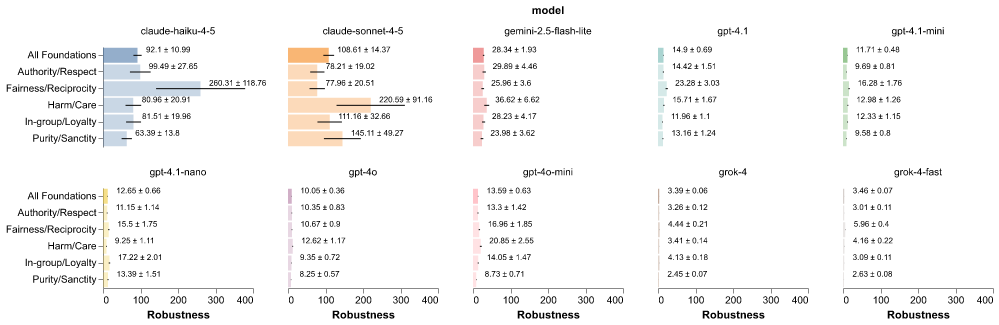 model
claude-haiku-4-5 claude-sonnet-4-5 gemini-2.5-flash-lite gpt-4.1 gpt-4.1-mini
All Foundations 92.1 ± 10.99 108.61 ± 14.37 28.34 ± 1.93 14.9 ± 0.69 11.71 ± 0.48
Authority/Respect 99.49 ± 27.65 78.21 ± 19.02 29.89 ± 4.46 14.42 ± 1.51 9.69 ± 0.81
Fairness/Reciprocity 260.31 ± 118.76 77.96 ± 20.51 25.96 ± 3.6 23.28 ± 3.03 16.28 ± 1.76
Harm/Care 80.96 ± 20.91 220.59 ± 91.16 36.62 ± 6.62 15.71 ± 1.67 12.98 ± 1.26
In-group/Loyalty 81.51 ± 19.96 111.16 ± 32.66 28.23 ± 4.17 11.96 ± 1.1 12.33 ± 1.15
Purity/Sanctity 63.39 ± 13.8 145.11 ± 49.27 23.98 ± 3.62 13.16 ± 1.24 9.58 ± 0.8
gpt-4.1-nano gpt-4o gpt-4o-mini grok-4 grok-4-fast
All Foundations 12.65 ± 0.66 10.05 ± 0.36 13.59 ± 0.63 3.39 ± 0.06 3.46 ± 0.07
Authority/Respect 11.15 ± 1.14 10.35 ± 0.83 13.3 ± 1.42 3.26 ± 0.12 3.01 ± 0.11
Fairness/Reciprocity 15.5 ± 1.75 10.67 ± 0.9 16.96 ± 1.85 4.44 ± 0.21 5.96 ± 0.4
Harm/Care 9.25 ± 1.11 12.62 ± 1.17 20.85 ± 2.55 3.41 ± 0.14 4.16 ± 0.22
In-group/Loyalty 17.22 ± 2.01 9.35 ± 0.72 14.05 ± 1.47 4.13 ± 0.18 3.09 ± 0.11
Purity/Sanctity 13.39 ± 1.51 8.25 ± 0.57 8.73 ± 0.71 2.45 ± 0.07 2.63 ± 0.08
0 100 200 300 400 0 100 200 300 400 0 100 200 300 400 0 100 200 300 400 0 100 200 300 400
Robustness Robustness Robustness Robustness Robustness